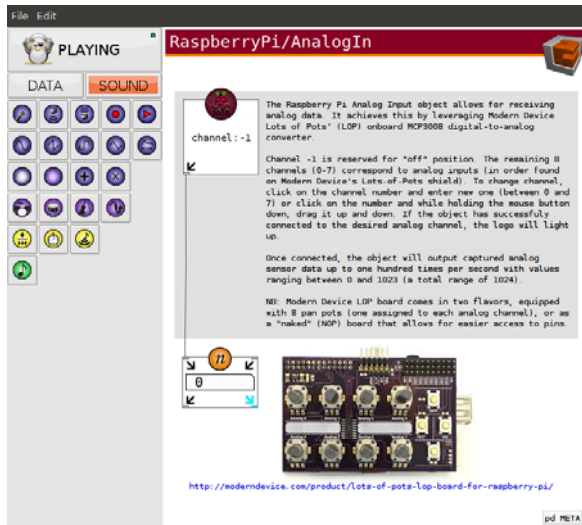 File Edit
PLAYING
DATA SOUND
RaspberryPi/AnalogIn
channel:-1
The Raspberry Pi Analog Input object allows for receiving
analog data. It achieves this by leveraging Modern Device
Lots of Pots' (LOP) onboard MCP3008 digital-to-analog
converter.
Channel -1 is reserved for "off" position. The remaining 8
channels (0-7) correspond to analog inputs (in order found
on Modern Device's Lots-of-Pots shield). To change channel,
click on the channel number and enter new one (between 0 and
7) or click on the number and while holding the mouse button
down, drag it up and down. If the object has successfuly
connected to the desired analog channel, the logo will light
up.
Once connected, the object will output captured analog
sensor data up to one hundred times per second with values
ranging between 0 and 1023 (a total range of 1024).
NB: Modern Device LOP board comes in two flavors, equipped
with 8 pan pots (one assigned to each analog channel), or as
a "naked" (NOP) board that allows for easier access to pins.
n
0
http://moderndevice.com/product/lots-of-pots-lop-board-for-raspberry-pi/
pd META